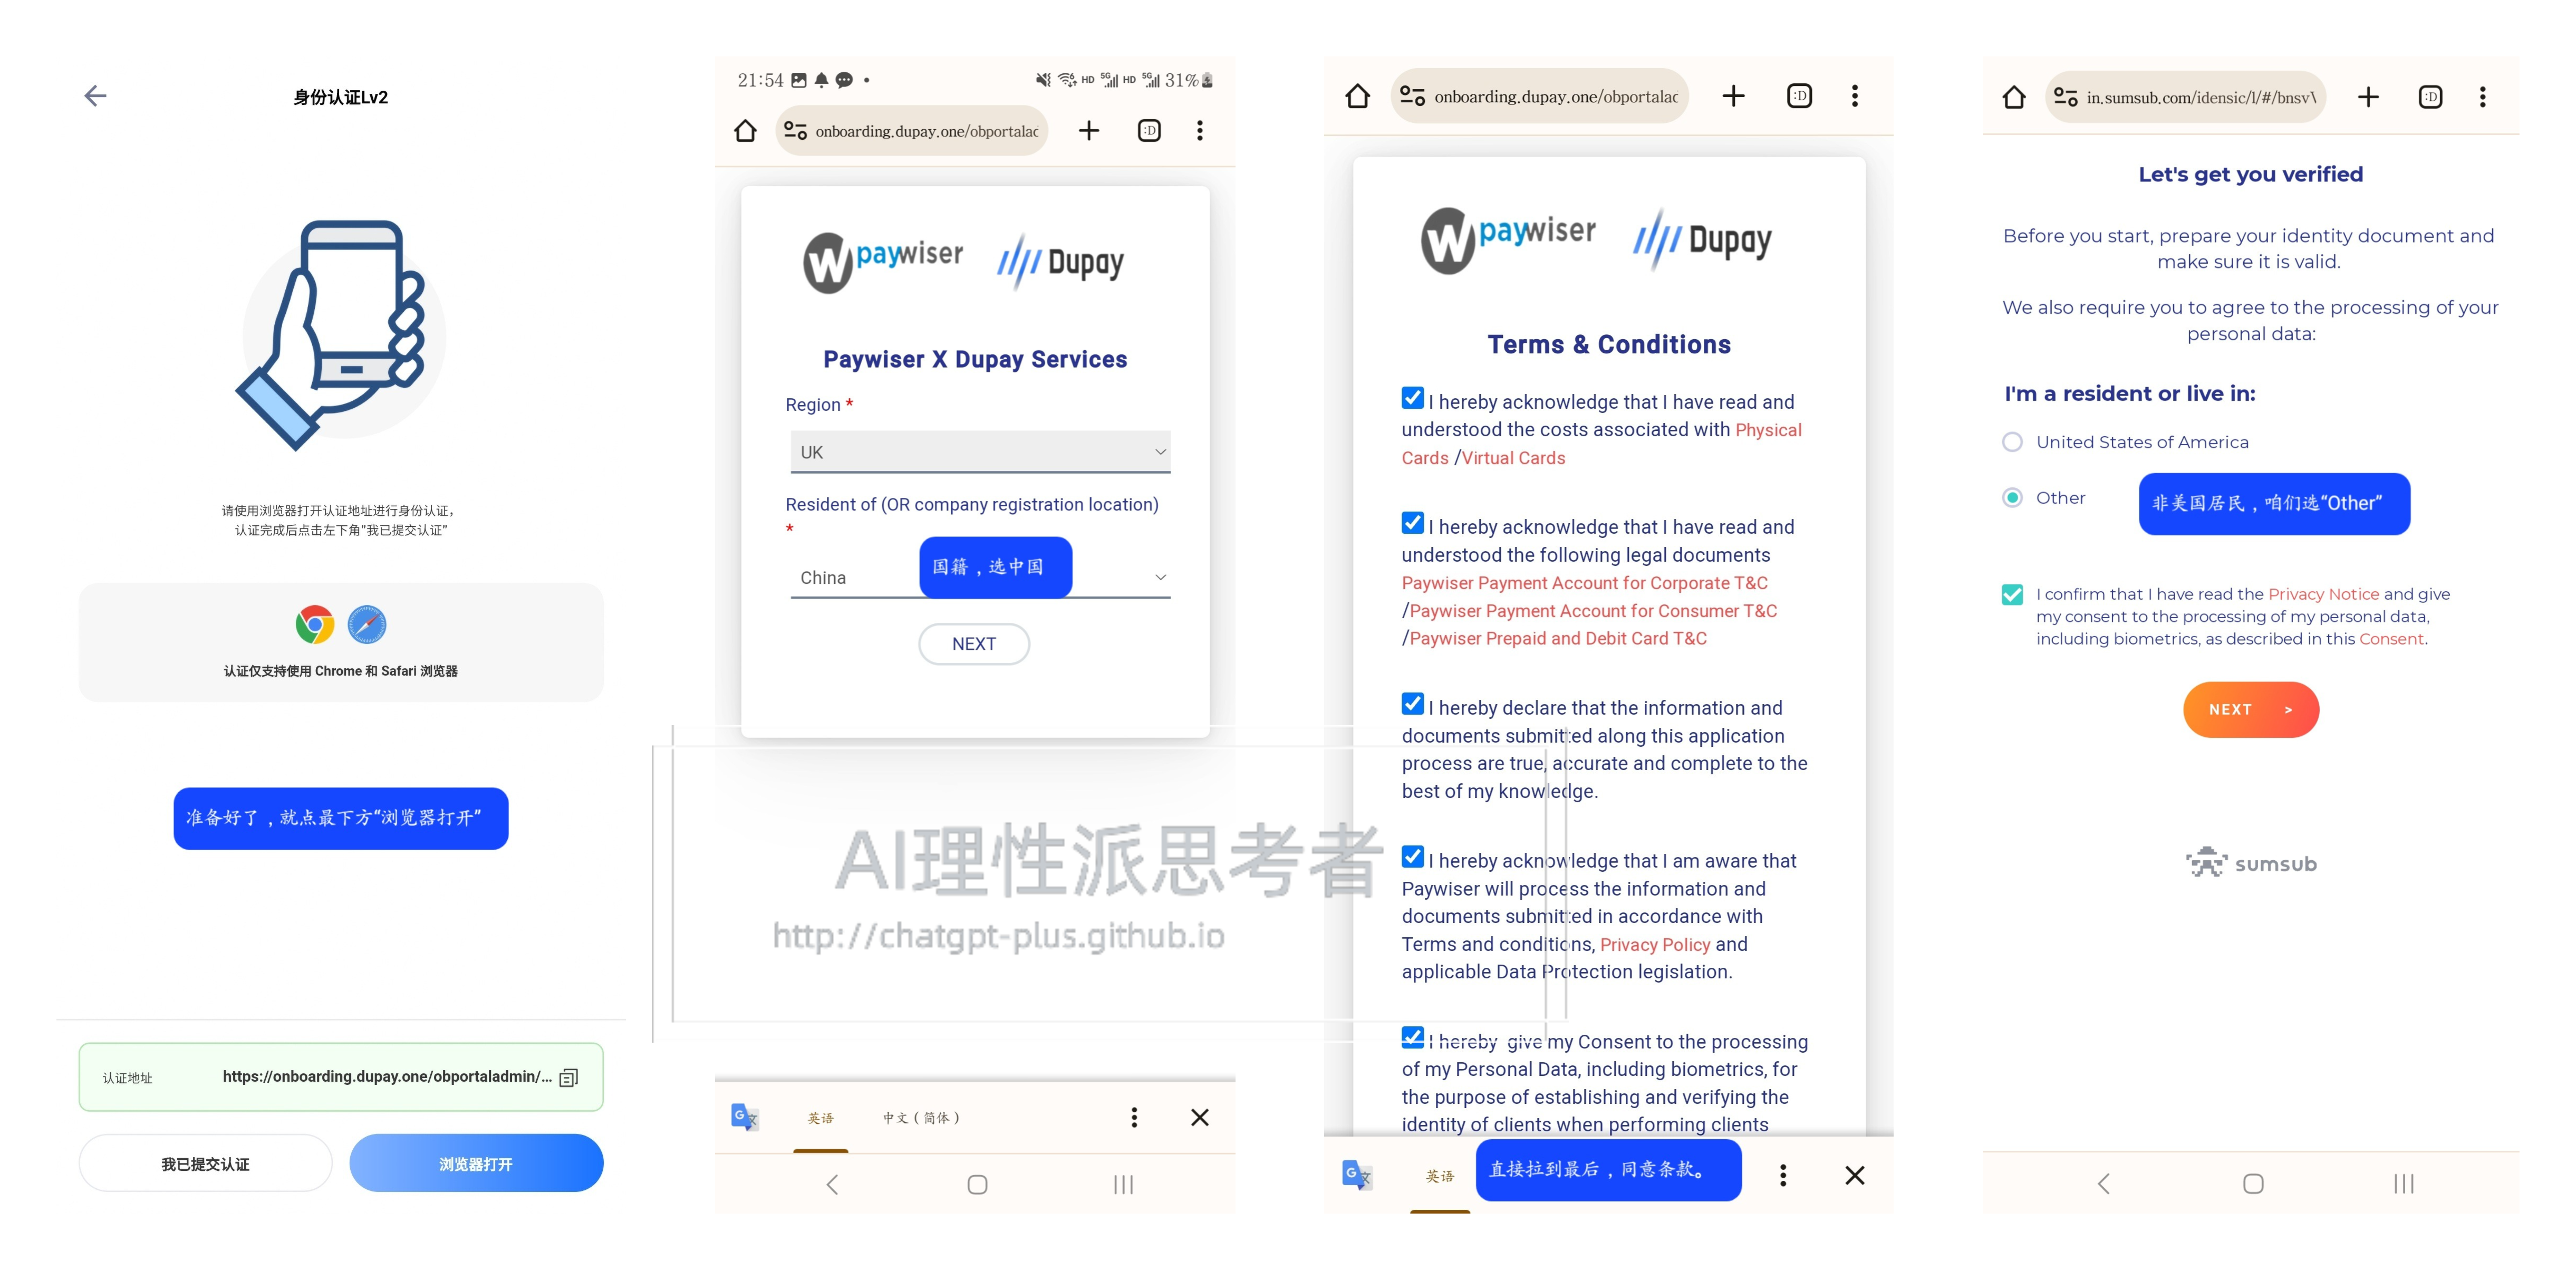 身份认证Lv2
请使用浏览器打开认证地址进行身份认证，
认证完成后点击左下角"我已提交认证"
认证仅支持使用 Chrome 和 Safari 浏览器
准备好了，就点最下方“浏览器打开”
认证地址 https://onboarding.dupay.one/obportaladmin/...
我已提交认证 浏览器打开
21:54 HD 5G HD 5G 31%
onboarding.dupay.one/obportalac
:D
W paywiser Dupay
Paywiser X Dupay Services
Region *
UK
Resident of (OR company registration location)
*
China
国籍，选中国
NEXT
AI理性派思考者
http://chatgpt-plus.github.io
英语 中文（简体）
onboarding.dupay.one/obportalac
:D
W paywiser Dupay
Terms & Conditions
I hereby acknowledge that I have read and
understood the costs associated with Physical
Cards /Virtual Cards
I hereby acknowledge that I have read and
understood the following legal documents
Paywiser Payment Account for Corporate T&C
/Paywiser Payment Account for Consumer T&C
/Paywiser Prepaid and Debit Card T&C
I hereby declare that the information and
documents submitted along this application
process are true, accurate and complete to the
best of my knowledge.
I hereby acknowledge that I am aware that
Paywiser will process the information and
documents submitted in accordance with
Terms and conditions, Privacy Policy and
applicable Data Protection legislation.
I hereby give my Consent to the processing
of my Personal Data, including biometrics, for
the purpose of establishing and verifying the
identity of clients when performing clients
英语
直接拉到最后，同意条款。
in.sumsub.com/idensic/l/#/bnsv
:D
Let's get you verified
Before you start, prepare your identity document and
make sure it is valid.
We also require you to agree to the processing of your
personal data:
I'm a resident or live in:
United States of America
Other
非美国居民，咱们选“Other”
I confirm that I have read the Privacy Notice and give
my consent to the processing of my personal data,
including biometrics, as described in this Consent.
NEXT >
sumsub